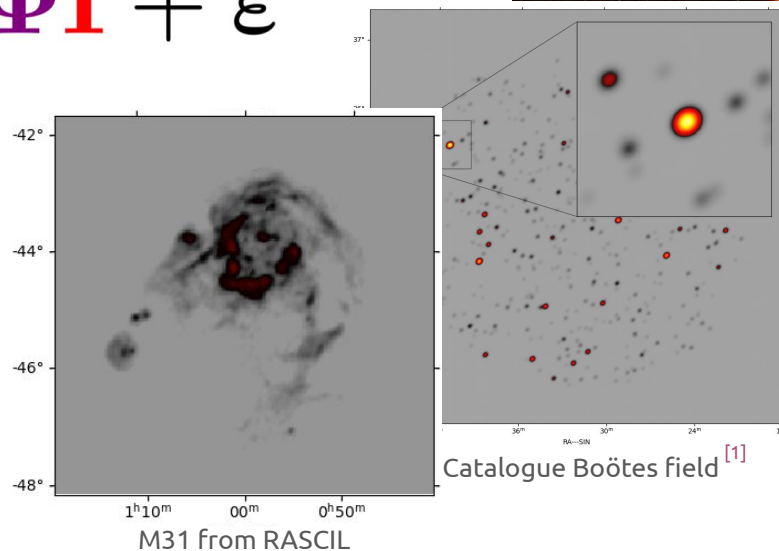 ΦI + ε
37°
-42°
-44°
-46°
-48°
1ʰ10ᵐ 00ᵐ 0ʰ50ᵐ
M31 from RASCIL
36ᵐ 30ᵐ 24ᵐ
RA---SIN
Catalogue Boötes field [1]